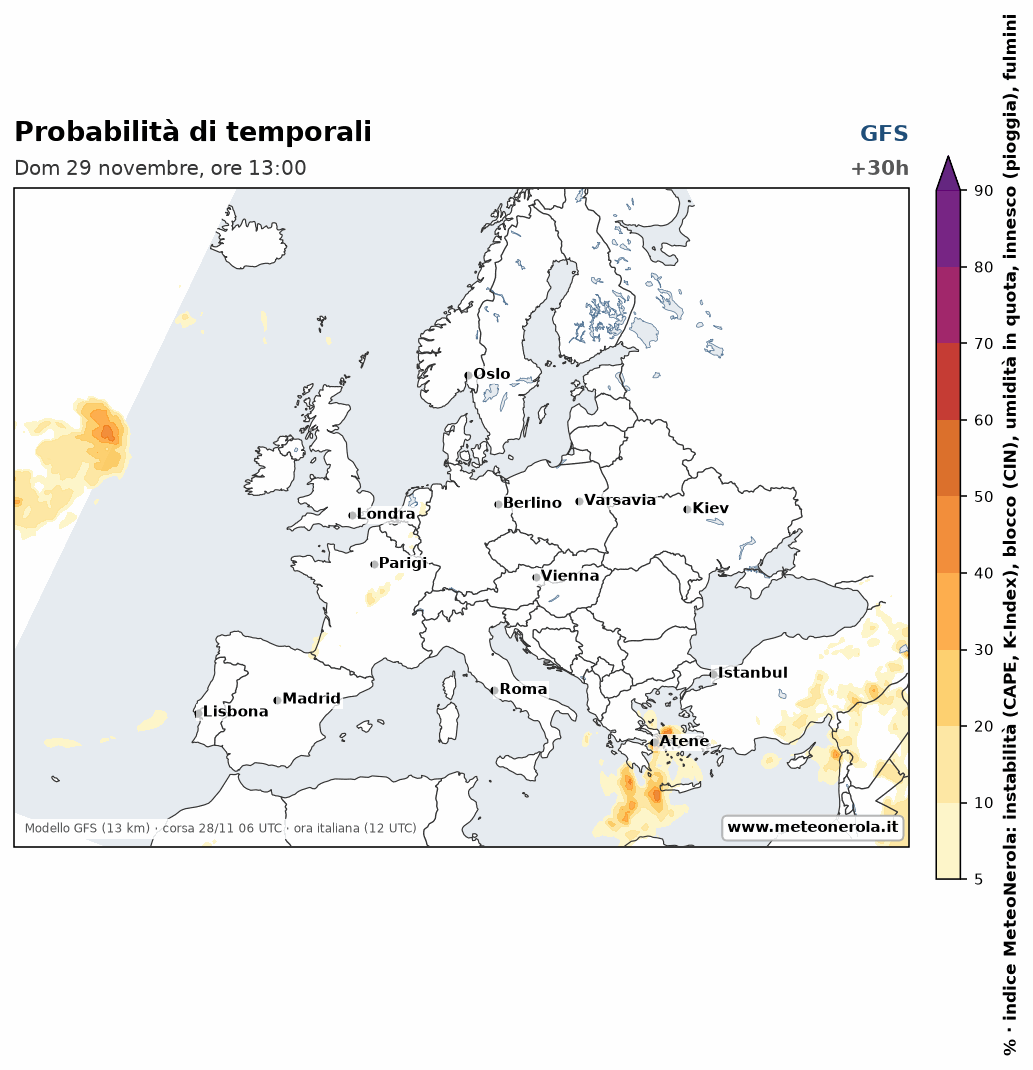 Probabilità di temporali
GFS
Dom 29 novembre, ore 13:00
+30h
Oslo
Berlino
Varsavia
Kiev
Londra
Parigi
Vienna
Istanbul
Roma
Madrid
Lisbona
Atene
Modello GFS (13 km) · corsa 28/11 06 UTC · ora italiana (12 UTC)
www.meteonerola.it
90
80
70
60
50
40
30
20
10
5
% · indice MeteoNerola: instabilità (CAPE, K-Index), blocco (CIN), umidità in quota, innesco (pioggia), fulmini